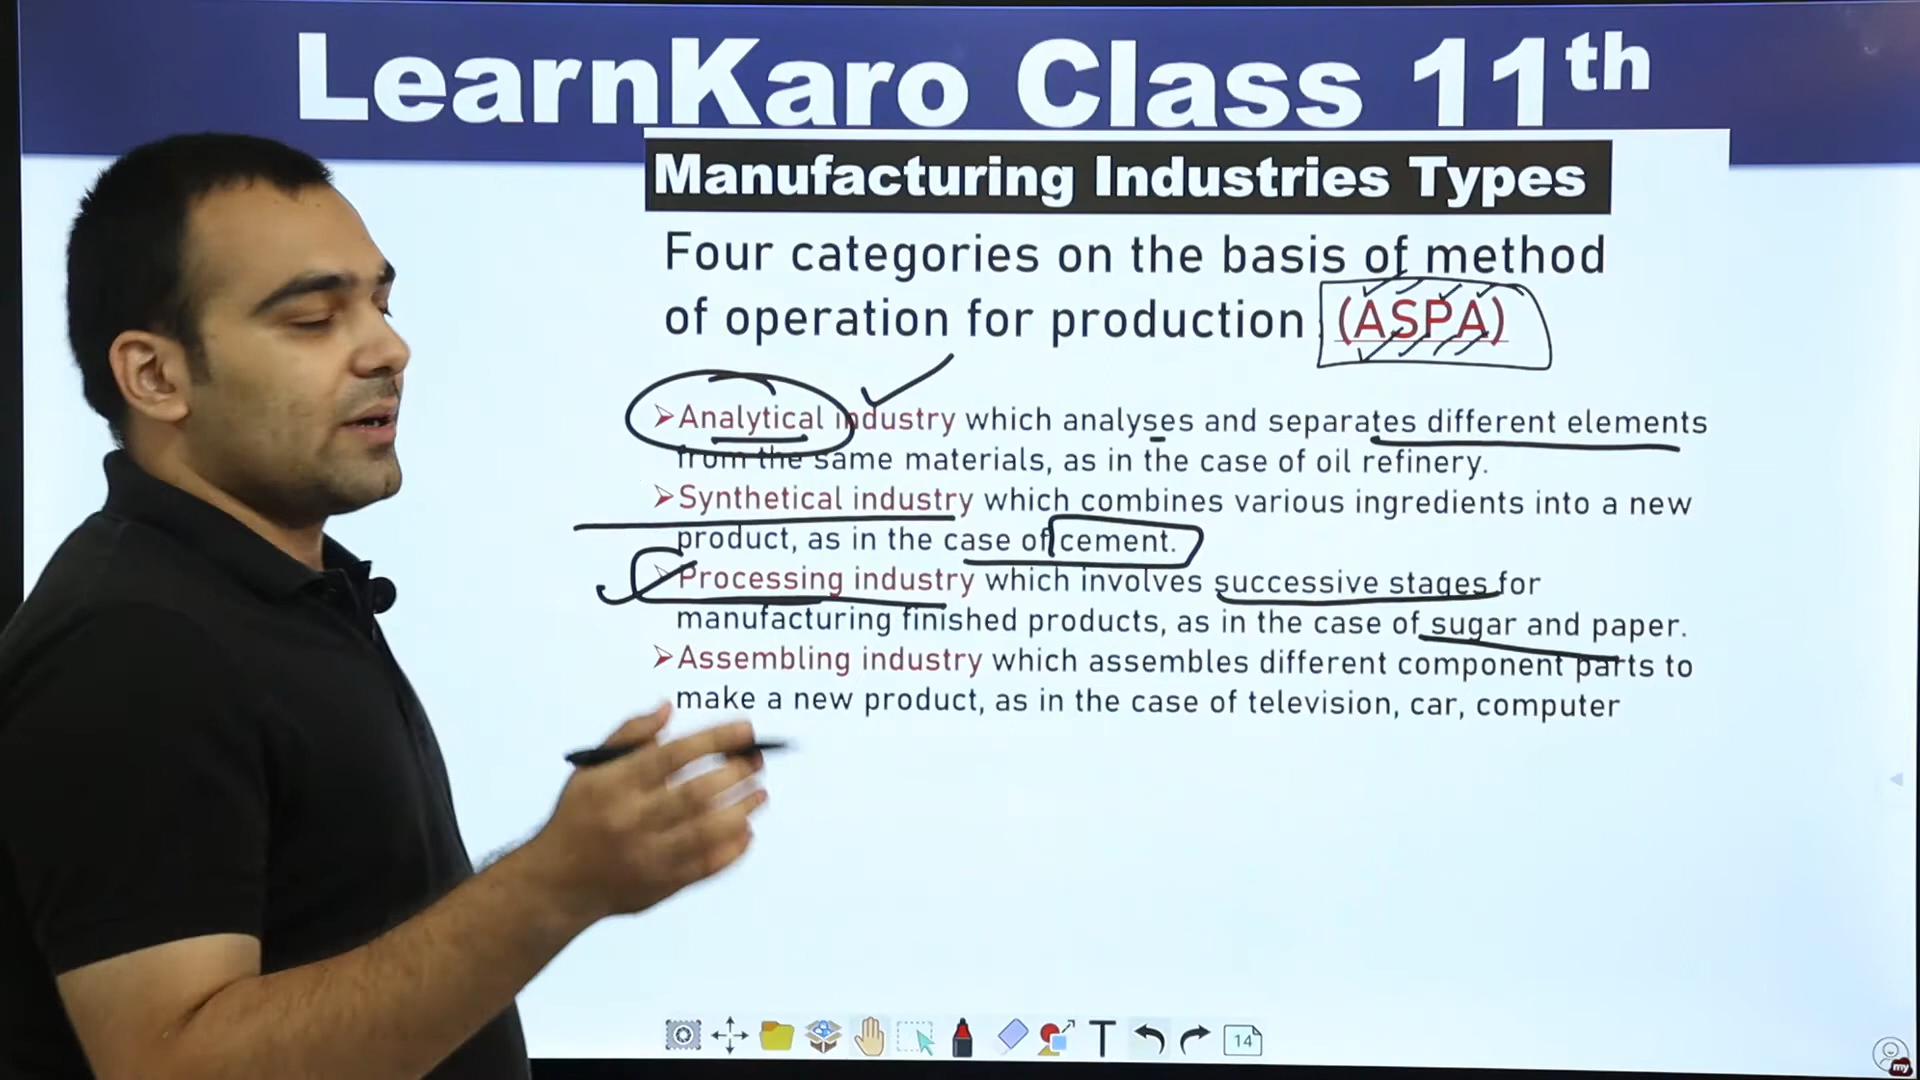 LearnKaro Class 11th
Manufacturing Industries Types
Four categories on the basis of method
of operation for production (ASPA)
➢Analytical industry which analyses and separates different elements
from the same materials, as in the case of oil refinery.
➢Synthetical industry which combines various ingredients into a new
product, as in the case of cement.
➢Processing industry which involves successive stages for
manufacturing finished products, as in the case of sugar and paper.
➢Assembling industry which assembles different component parts to
make a new product, as in the case of television, car, computer
T
14
my